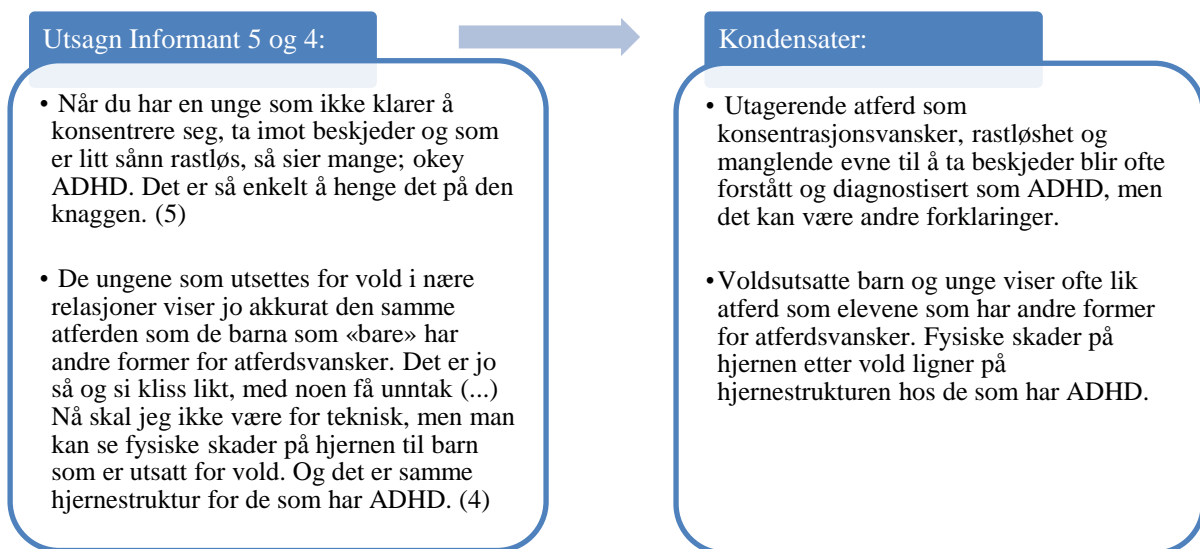 Utsagn Informant 5 og 4:
• Når du har en unge som ikke klarer å
konsentrere seg, ta imot beskjeder og som
er litt sånn rastløs, så sier mange; okey
ADHD. Det er så enkelt å henge det på den
knaggen. (5)
• De ungene som utsettes for vold i nære
relasjoner viser jo akkurat den samme
atferden som de barna som «bare» har
andre former for atferdsvansker. Det er jo
så og si kliss likt, med noen få unntak (...)
Nå skal jeg ikke være for teknisk, men man
kan se fysiske skader på hjernen til barn
som er utsatt for vold. Og det er samme
hjernestruktur for de som har ADHD. (4)
Kondensater:
• Utagerende atferd som
konsentrasjonsvansker, rastløshet og
manglende evne til å ta beskjeder blir ofte
forstått og diagnostisert som ADHD, men
det kan være andre forklaringer.
• Voldsutsatte barn og unge viser ofte lik
atferd som elevene som har andre former
for atferdsvansker. Fysiske skader på
hjernen etter vold ligner på
hjernestrukturen hos de som har ADHD.